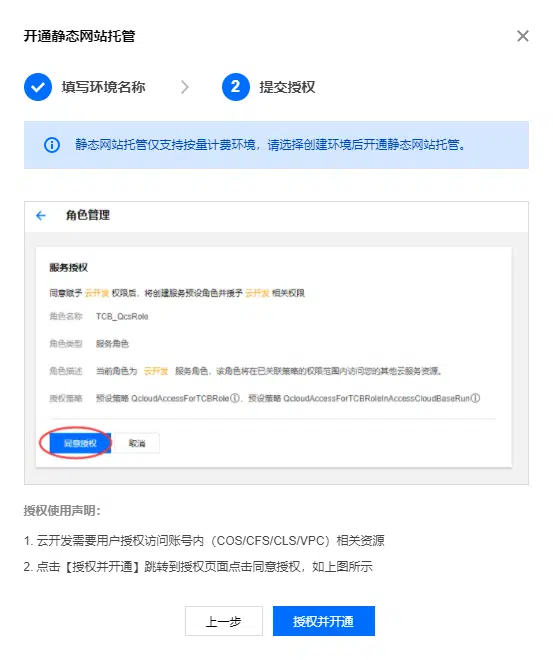 开通静态网站托管
填写环境名称
2 提交授权
静态网站托管仅支持按量计费环境，请选择创建环境后开通静态网站托管。
角色管理
服务授权
同意赋予 云开发 权限后，将创建服务预设角色并授予 云开发 相关权限
角色名称 TCB_QcsRole
角色类型 服务角色
角色描述 当前角色为 云开发 服务角色，该角色将在已关联策略的权限范围内访问您的其他云服务资源。
授权策略 预设策略 QcloudAccessForTCBRole，预设策略 QcloudAccessForTCBRoleInAccessCloudBaseRun
同意授权 取消
授权使用声明：
1. 云开发需要用户授权访问账号内（COS/CFS/CLS/VPC）相关资源
2. 点击【授权并开通】跳转到授权页面点击同意授权，如上图所示
上一步 授权并开通